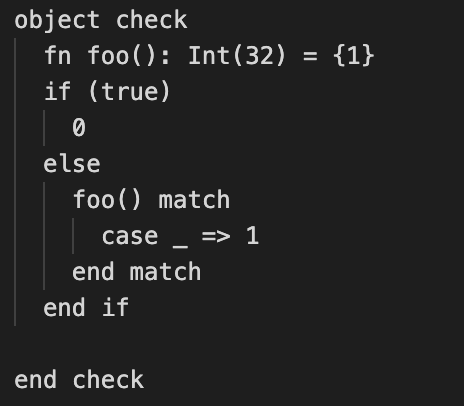 object check
  fn foo(): Int(32) = {1}
  if (true)
    0
  else
    foo() match
      case _ => 1
    end match
  end if

end check